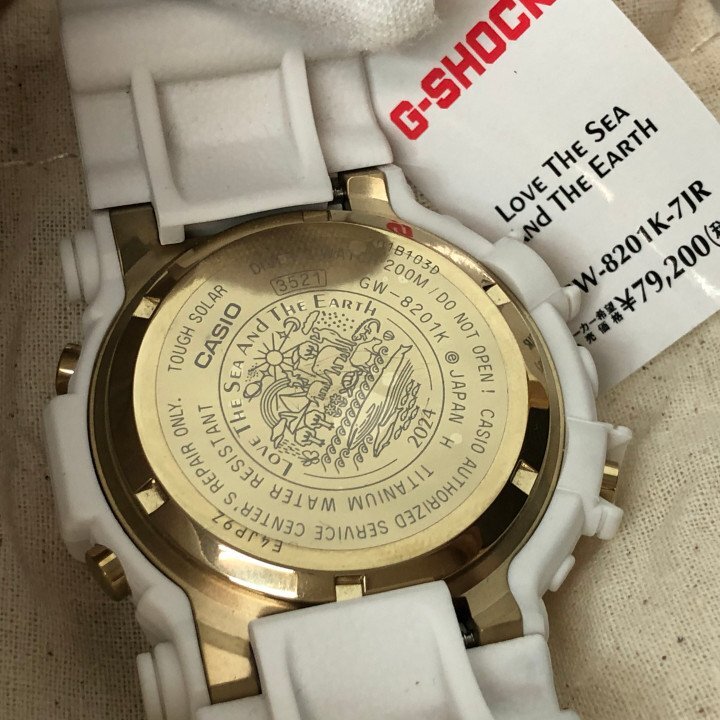 G-SHOCK
LOVE THE SEA
AND THE EARTH
GW-8201K-7JR
¥79,200
価格
TOUGH SOLAR
200M / DO NOT OPEN! CASIO AUTHORIZED SERVICE CENTER'S REPAIR ONLY.
CASIO
3521
GW-8201K
JAPAN H
TITANIUM WATER RESISTANT
LOVE THE SEA AND THE EARTH
2024
E4JP9Z